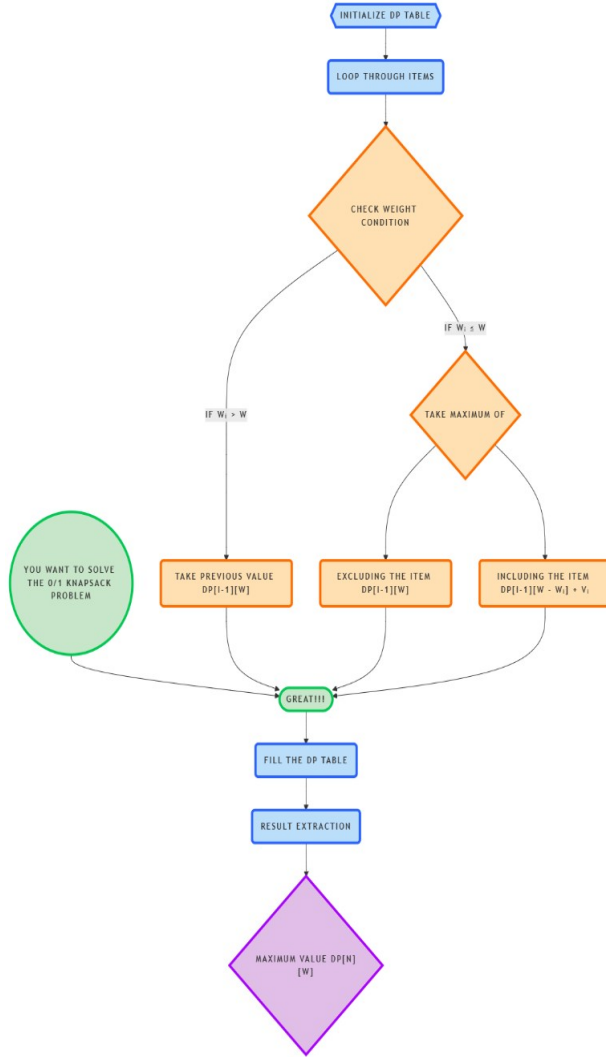 INITIALIZE DP TABLE
LOOP THROUGH ITEMS
CHECK WEIGHT
CONDITION
IF Wᵢ ≤ W
IF Wᵢ > W
TAKE MAXIMUM OF
YOU WANT TO SOLVE
THE 0/1 KNAPSACK
PROBLEM
TAKE PREVIOUS VALUE
DP[I-1][W]
EXCLUDING THE ITEM
DP[I-1][W]
INCLUDING THE ITEM
DP[I-1][W - Wᵢ] + Vᵢ
GREAT!!!
FILL THE DP TABLE
RESULT EXTRACTION
MAXIMUM VALUE DP[N]
[W]